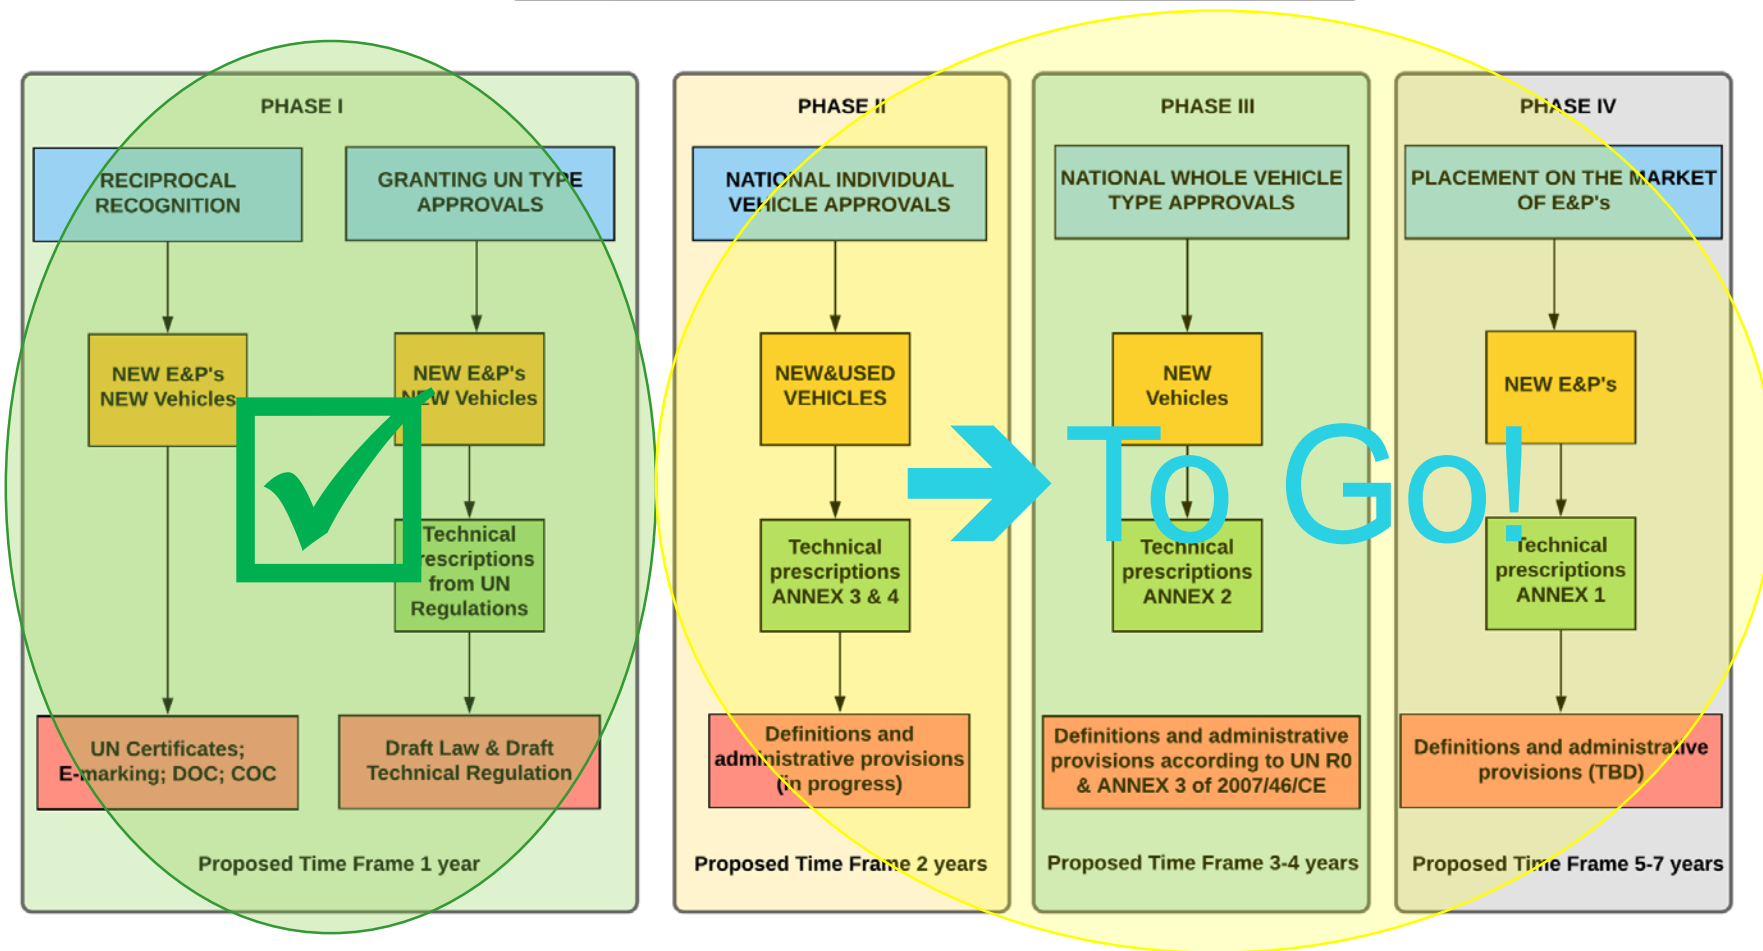 PHASE I
RECIPROCAL
RECOGNITION
GRANTING UN TYPE
APPROVALS
NEW E&P's
NEW Vehicles
NEW E&P's
NEW Vehicles
Technical
prescriptions
from UN
Regulations
UN Certificates;
E-marking; DOC; COC
Draft Law & Draft
Technical Regulation
Proposed Time Frame 1 year
PHASE II
NATIONAL INDIVIDUAL
VEHICLE APPROVALS
NEW&USED
VEHICLES
Technical
prescriptions
ANNEX 3 & 4
Definitions and
administrative provisions
(in progress)
Proposed Time Frame 2 years
PHASE III
NATIONAL WHOLE VEHICLE
TYPE APPROVALS
NEW
Vehicles
To Go!
Technical
prescriptions
ANNEX 2
Definitions and administrative
provisions according to UN R0
& ANNEX 3 of 2007/46/CE
Proposed Time Frame 3-4 years
PHASE IV
PLACEMENT ON THE MARKET
OF E&P's
NEW E&P's
Technical
prescriptions
ANNEX 1
Definitions and administrative
provisions (TBD)
Proposed Time Frame 5-7 years